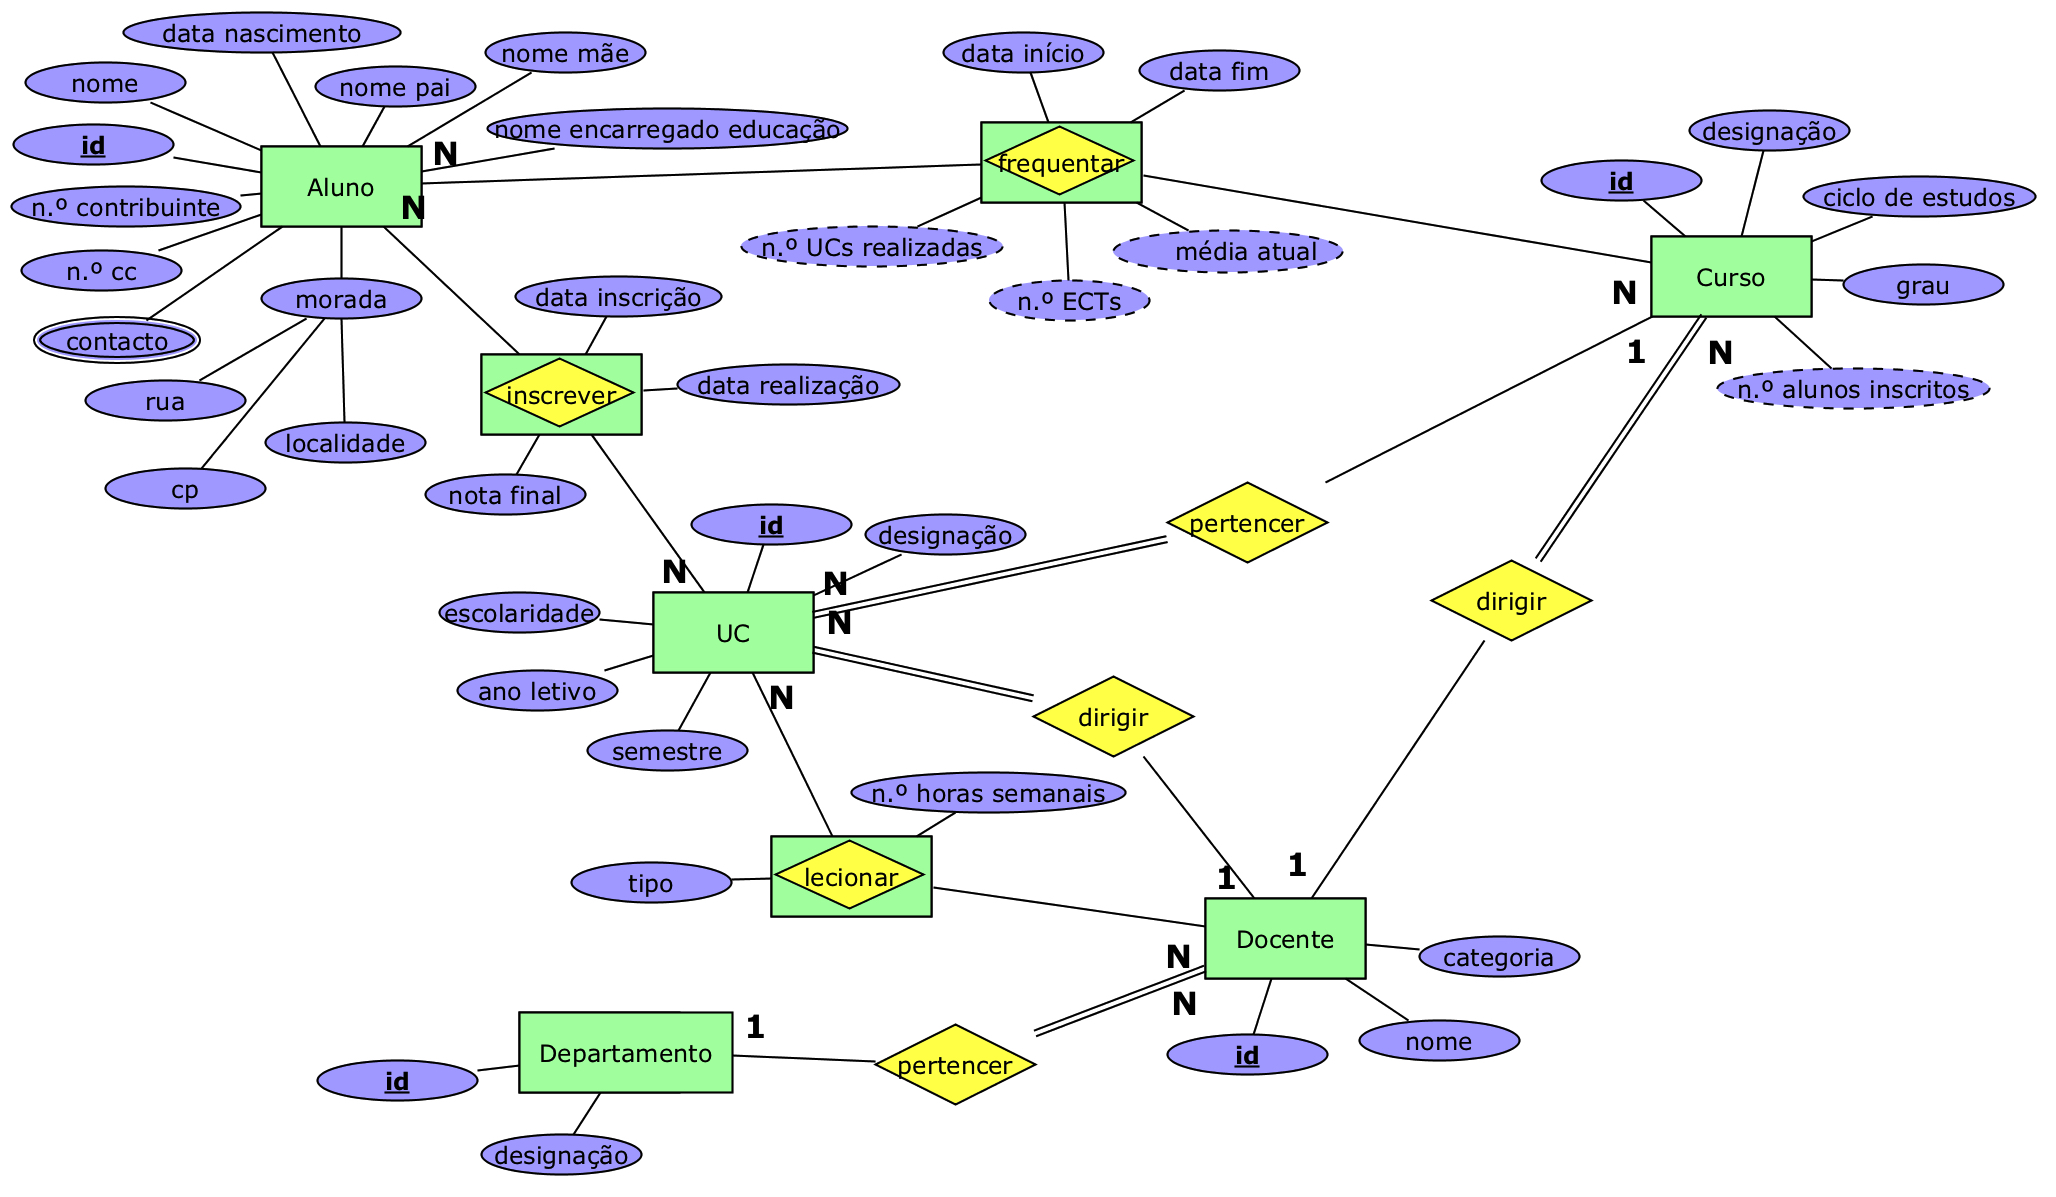 data nascimento
nome mãe
data início
data fim
nome
nome pai
nome encarregado educação
designação
id
N
frequentar
id
Aluno
ciclo de estudos
n.º contribuinte
N
n.º UCs realizadas
média atual
n.º cc
Curso
morada
data inscrição
n.º ECTs
N
grau
contacto
1
N
rua
inscrever
data realização
n.º alunos inscritos
localidade
cp
nota final
id
designação
pertencer
N
N
escolaridade
N
dirigir
UC
ano letivo
N
dirigir
semestre
n.º horas semanais
tipo
lecionar
1
1
Docente
N
categoria
N
1
Departamento
pertencer
id
nome
id
designação